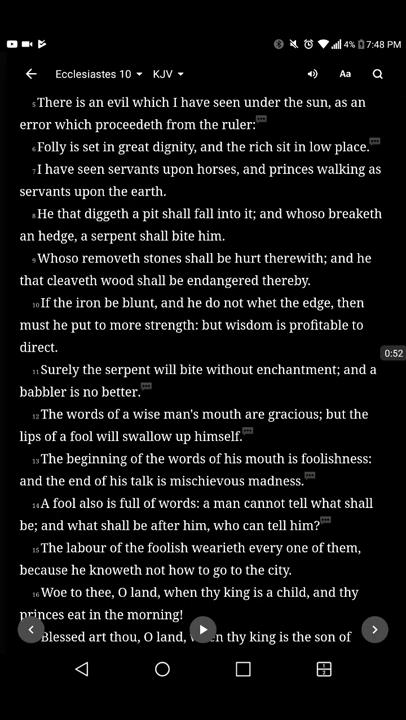 4% 7:48 PM
Ecclesiastes 10 KJV Aa
5 There is an evil which I have seen under the sun, as an
error which proceedeth from the ruler:
6 Folly is set in great dignity, and the rich sit in low place.
7 I have seen servants upon horses, and princes walking as
servants upon the earth.
8 He that diggeth a pit shall fall into it; and whoso breaketh
an hedge, a serpent shall bite him.
9 Whoso removeth stones shall be hurt therewith; and he
that cleaveth wood shall be endangered thereby.
10 If the iron be blunt, and he do not whet the edge, then
must he put to more strength: but wisdom is profitable to
direct.
0:52
11 Surely the serpent will bite without enchantment; and a
babbler is no better.
12 The words of a wise man's mouth are gracious; but the
lips of a fool will swallow up himself.
13 The beginning of the words of his mouth is foolishness:
and the end of his talk is mischievous madness.
14 A fool also is full of words: a man cannot tell what shall
be; and what shall be after him, who can tell him?
15 The labour of the foolish wearieth every one of them,
because he knoweth not how to go to the city.
16 Woe to thee, O land, when thy king is a child, and thy
princes eat in the morning!
Blessed art thou, O land, when thy king is the son of